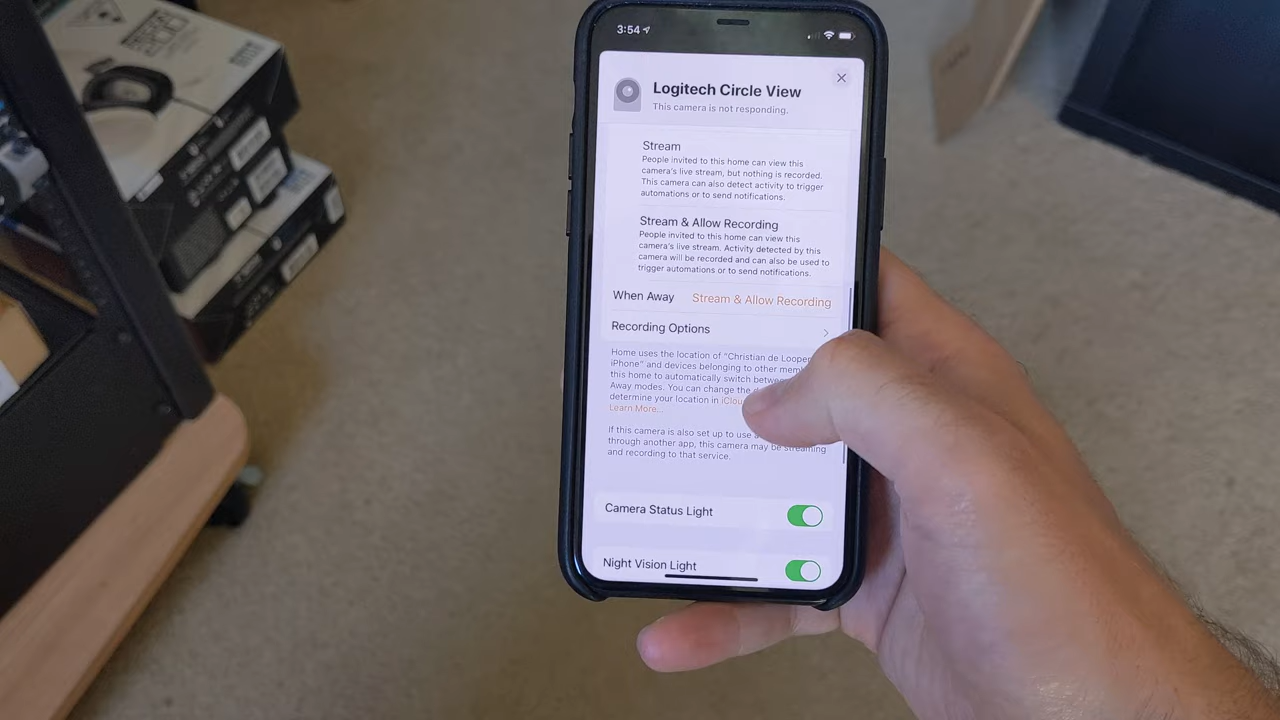 3:54
Logitech Circle View
This camera is not responding.
Stream
People invited to this home can view this
camera's live stream, but nothing is recorded.
This camera can also detect activity to trigger
automations or to send notifications.
Stream & Allow Recording
People invited to this home can view this
camera's live stream. Activity detected by this
camera will be recorded and can also be used to
trigger automations or to send notifications.
When Away Stream & Allow Recording
Recording Options
Home uses the location of "Christian de Looper
iPhone" and devices belonging to other
this home to automatically switch
Away modes. You can change the
determine your location in
Learn More...
If this camera is also set up to use
through another app, this camera may be streaming
and recording to that service.
Camera Status Light
Night Vision Light